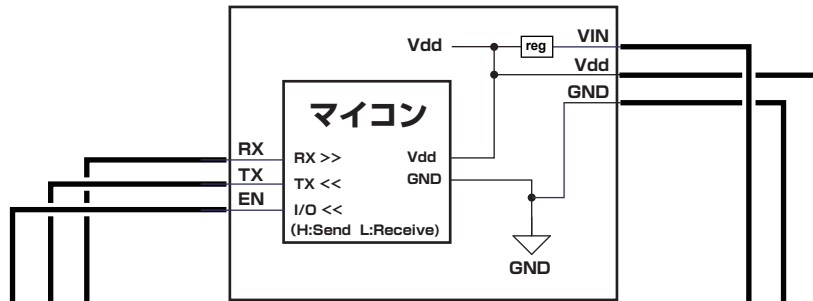 Vdd
reg
VIN
Vdd
GND
マイコン
RX
RX >>
Vdd
TX
TX <<
GND
EN
I/O <<
(H:Send L:Receive)
GND